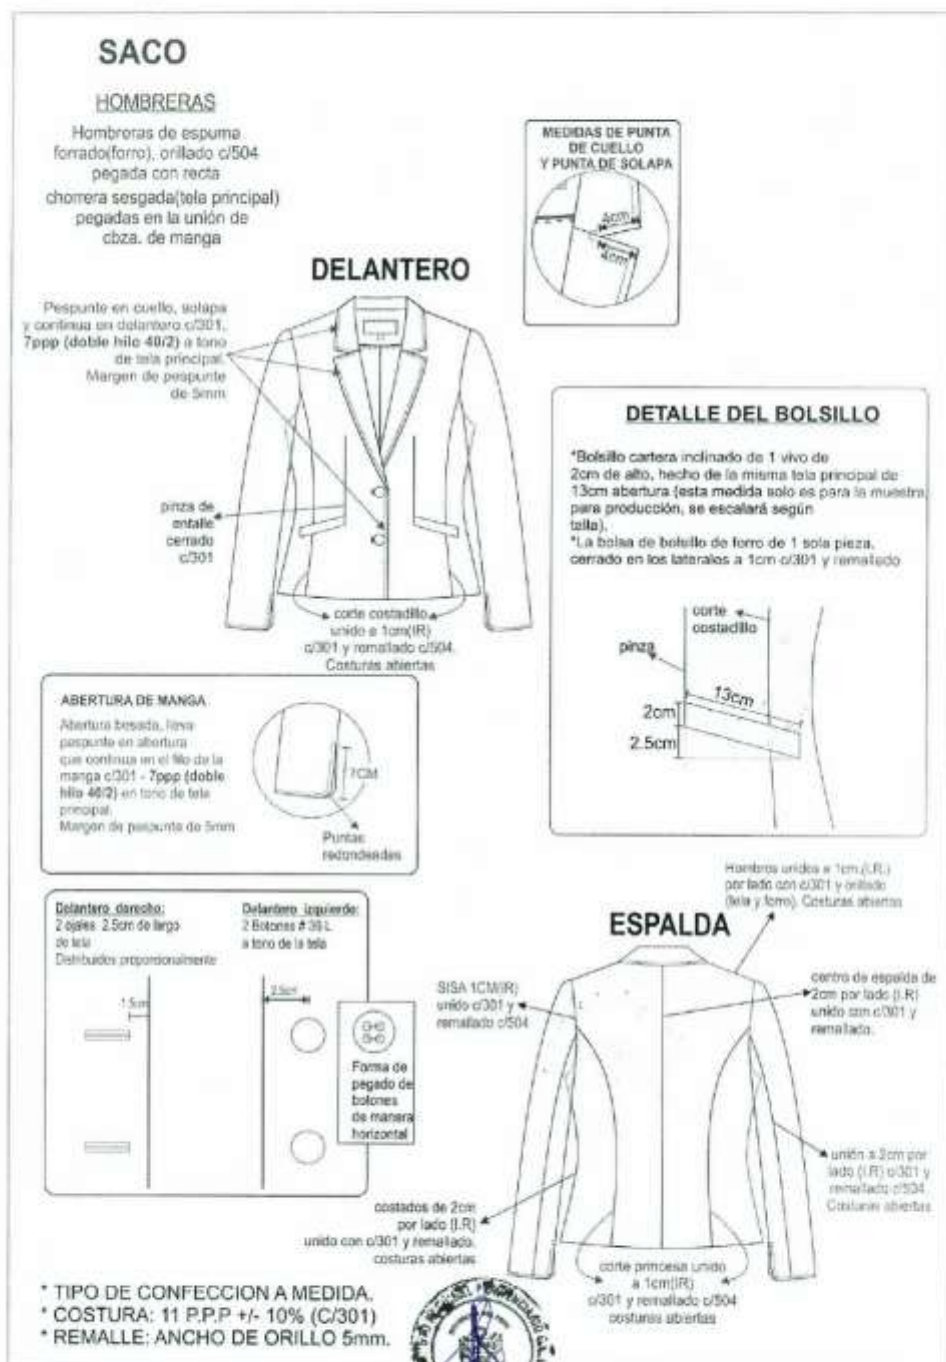 SACO
HOMBRERAS
Hombreras de espuma
forrado(forro), orillado c/504
pegada con recta
chorrera sesgada(tela principal)
pegadas en la unión de
cbza. de manga
MEDIDAS DE PUNTA
DE CUELLO
Y PUNTA DE SOLAPA
4cm
4cm
DELANTERO
Pespunte en cuello, solapa
y continua en delantero c/301,
7ppp (doble hilo 40/2) a tono
de tela principal.
Margen de pespunte
de 5mm
pinza de
entalle
cerrado
c/301
corte costadillo
unido a 1cm(IR)
c/301 y remallado c/504.
Costuras abiertas
DETALLE DEL BOLSILLO
*Bolsillo cartera inclinado de 1 vivo de
2cm de alto, hecho de la misma tela principal de
13cm abertura (esta medida solo es para la muestra,
para producción, se escalará según
talla).
*La bolsa de bolsillo de forro de 1 sola pieza,
cerrado en los laterales a 1cm c/301 y remallado
corte
costadillo
pinza
13cm
2cm
2.5cm
ABERTURA DE MANGA
Abertura besada, lleva
pespunte en abertura
que continua en el filo de la
manga c/301 - 7ppp (doble
hilo 40/2) en tono de tela
principal.
Margen de pespunte de 5mm
7CM
Puntas
redondeadas
Delantero derecho:
2 ojales 2.5cm de largo
de tela
Distribuidos proporcionalmente
Delantero izquierdo:
2 Botones # 36 L
a tono de la tela
1.5cm
2.5cm
Forma de
pegado de
botones
de manera
horizontal
ESPALDA
Hombros unidos a 1cm.(I.R.)
por lado con c/301 y orillado
(tela y forro). Costuras abiertas
SISA 1CM(IR)
unido c/301 y
remallado c/504
centro de espalda de
2cm por lado (I.R)
unido con c/301 y
remallado.
unión a 2cm por
lado (I.R) c/301 y
remallado c/504.
Costuras abiertas
costados de 2cm
por lado (I.R)
unido con c/301 y remallado.
costuras abiertas
corte princesa unido
a 1cm(IR)
c/301 y remallado c/504
costuras abiertas
* TIPO DE CONFECCION A MEDIDA.
* COSTURA: 11 P.P.P +/- 10% (C/301)
* REMALLE: ANCHO DE ORILLO 5mm.